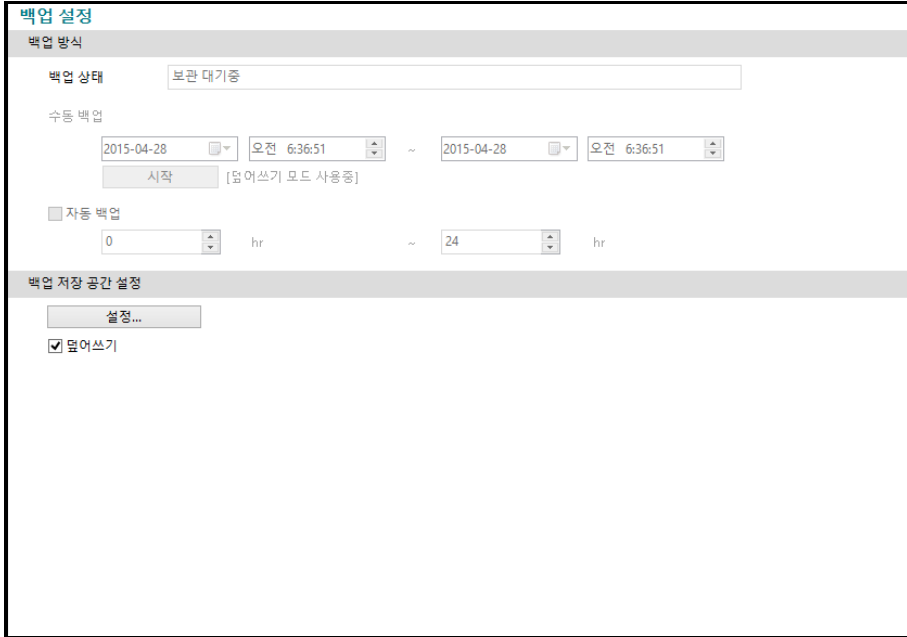 백업 설정
백업 방식
백업 상태 보관 대기중
수동 백업
2015-04-28 오전 6:36:51 ~ 2015-04-28 오전 6:36:51
시작 [덮어쓰기 모드 사용중]
자동 백업
0 hr ~ 24 hr
백업 저장 공간 설정
설정...
덮어쓰기